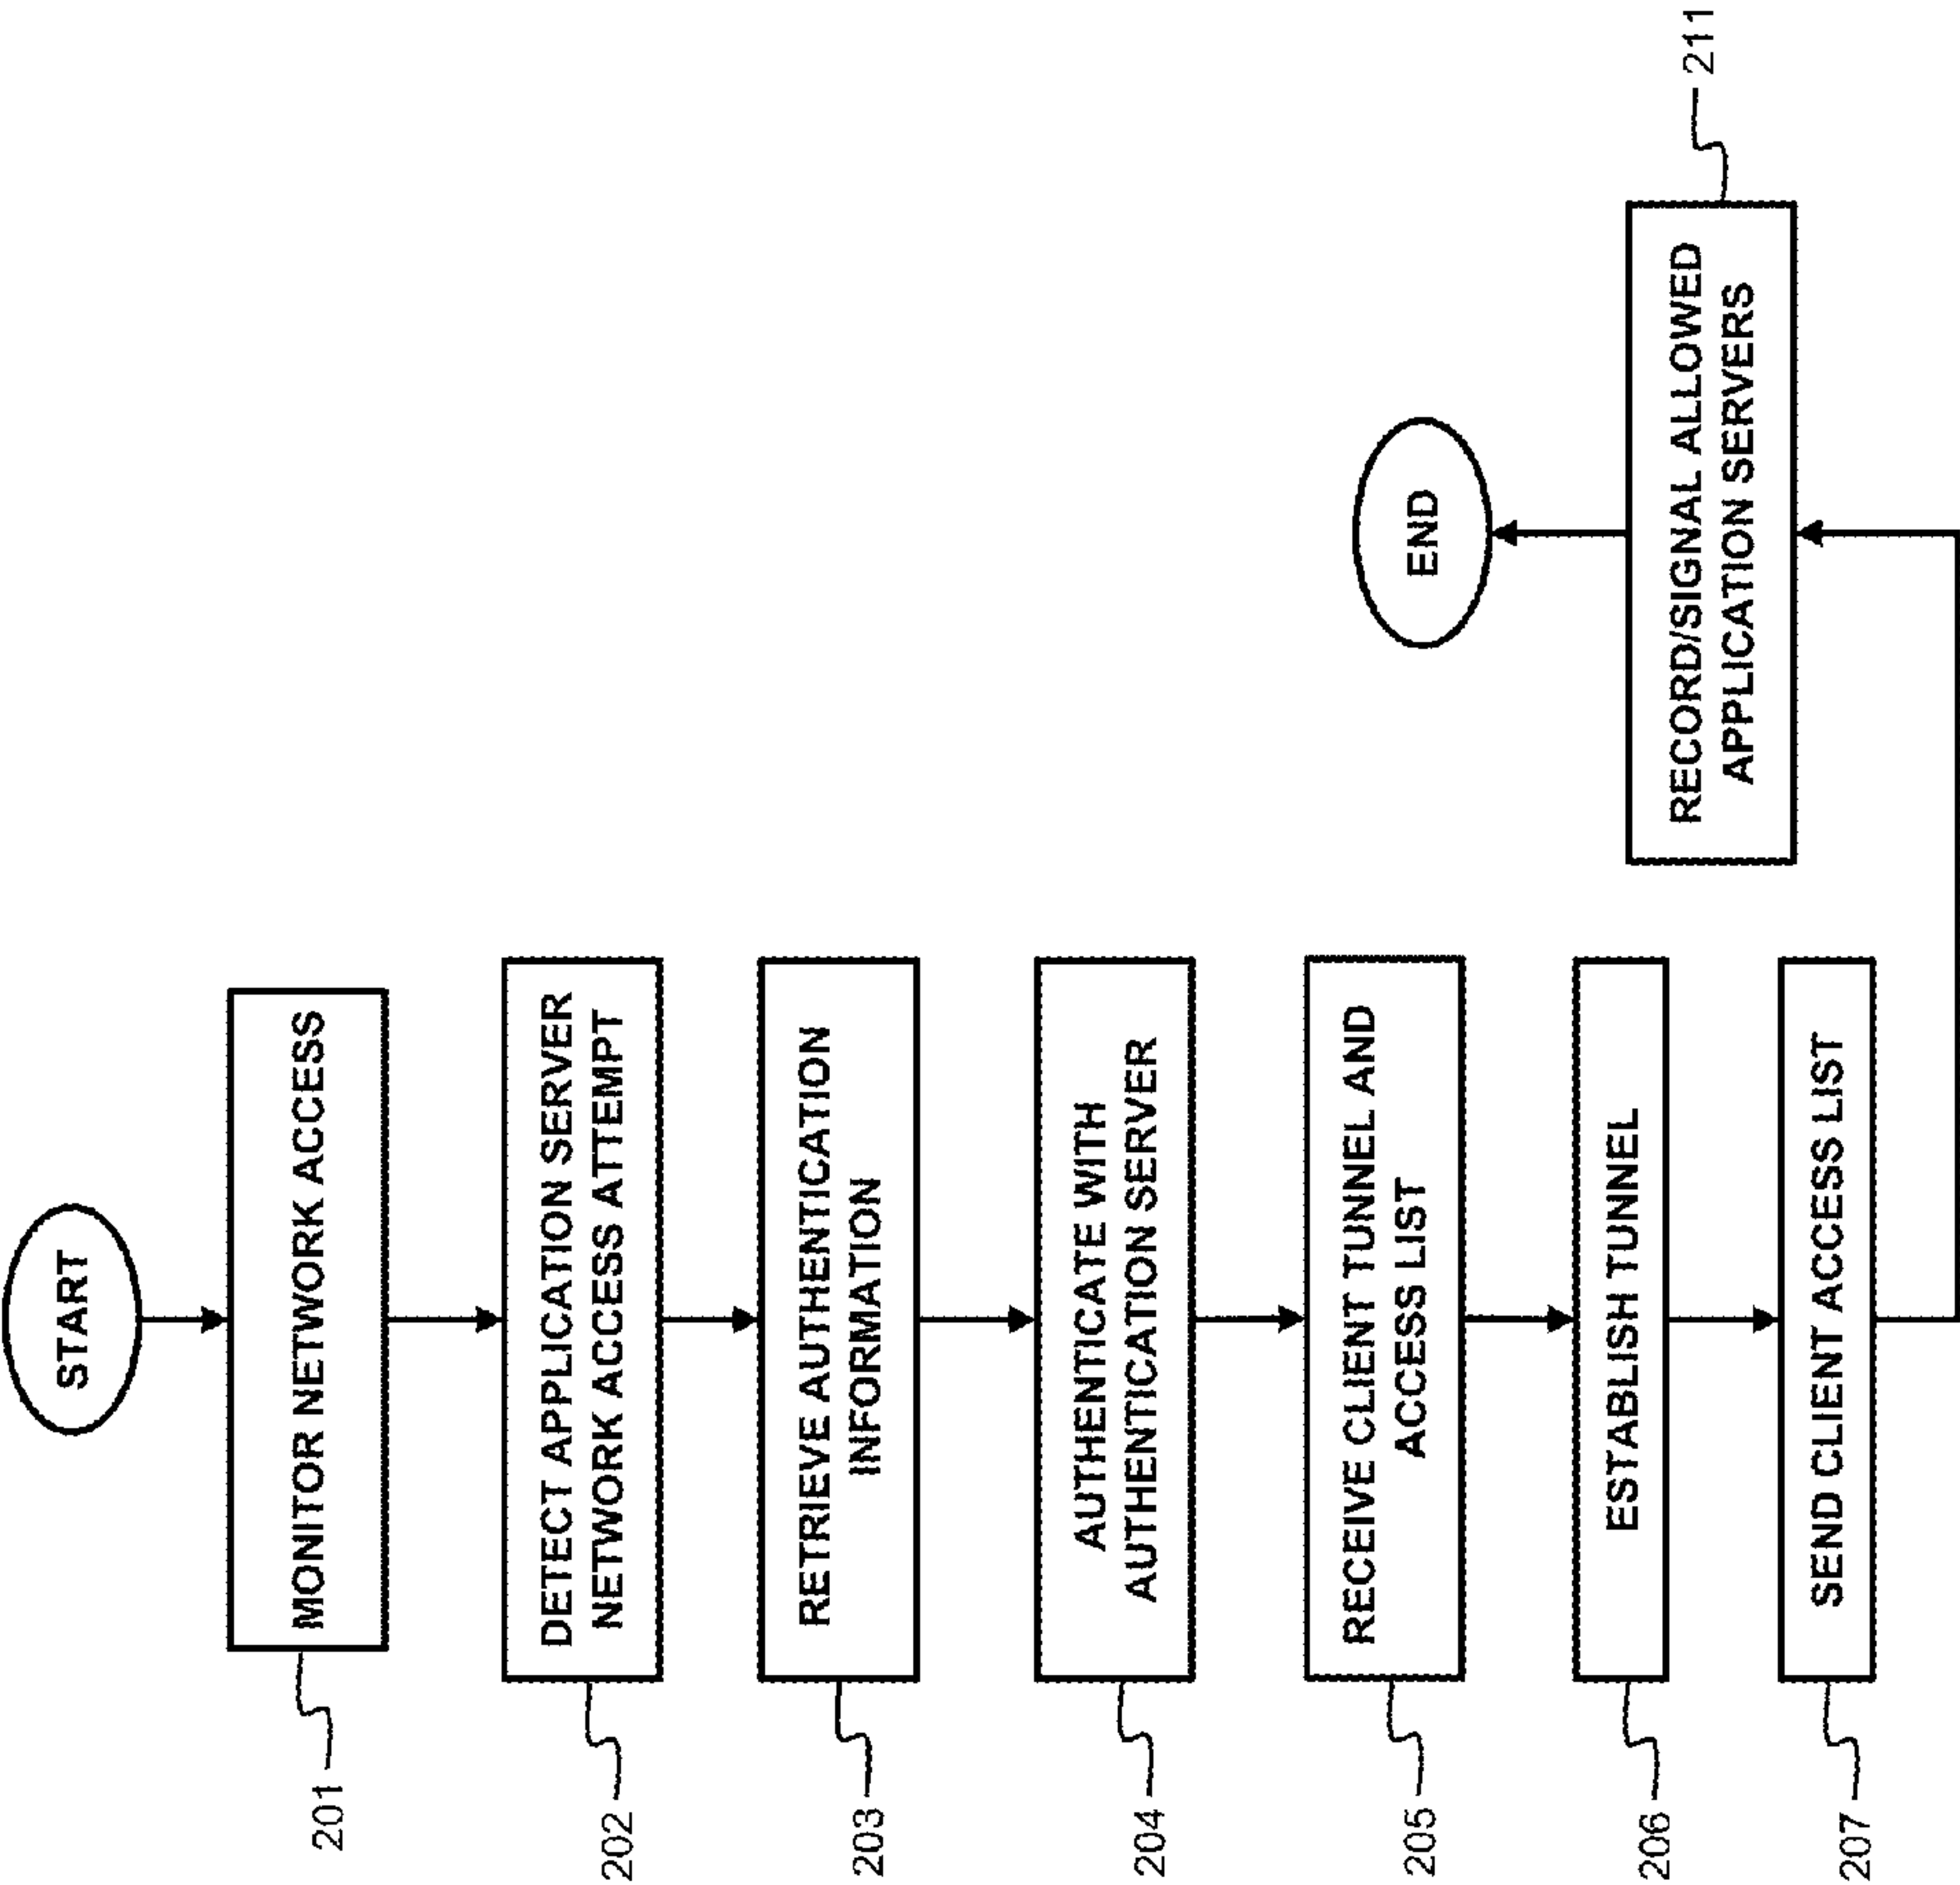 START
MONITOR NETWORK ACCESS
201
DETECT APPLICATION SERVER
NETWORK ACCESS ATTEMPT
202
RETRIEVE AUTHENTICATION
INFORMATION
203
AUTHENTICATE WITH
AUTHENTICATION SERVER
204
RECEIVE CLIENT TUNNEL AND
ACCESS LIST
205
ESTABLISH TUNNEL
206
SEND CLIENT ACCESS LIST
207
RECORD/SIGNAL ALLOWED
APPLICATION SERVERS
211
END